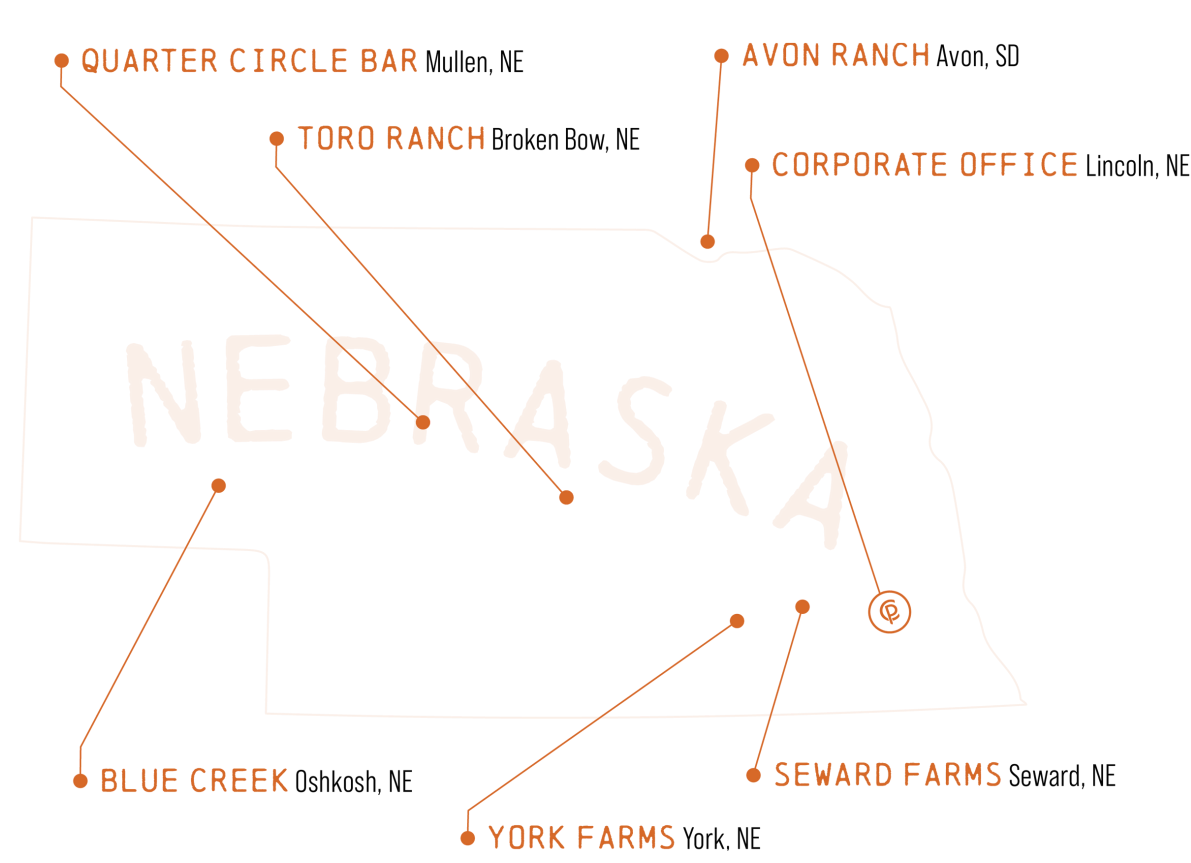 QUARTER CIRCLE BAR Mullen, NE
AVON RANCH Avon, SD
TORO RANCH Broken Bow, NE
CORPORATE OFFICE Lincoln, NE
NEBRASKA
BLUE CREEK Oshkosh, NE
SEWARD FARMS Seward, NE
YORK FARMS York, NE